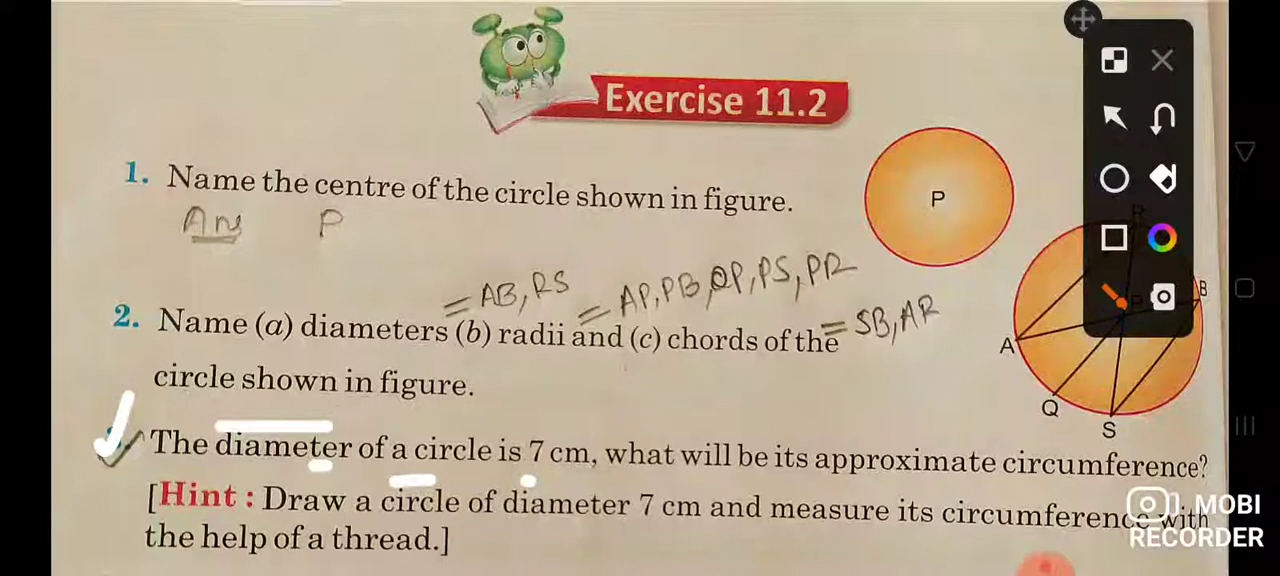 Exercise 11.2
1. Name the centre of the circle shown in figure.
P
Ans P
= AB, RS = AP, PB, QP, PS, PR
2. Name (a) diameters (b) radii and (c) chords of the = SB, AR
circle shown in figure.
R
B
A
Q
S
The diameter of a circle is 7 cm, what will be its approximate circumference?
[Hint : Draw a circle of diameter 7 cm and measure its circumference with
the help of a thread.]
MOBI
RECORDER